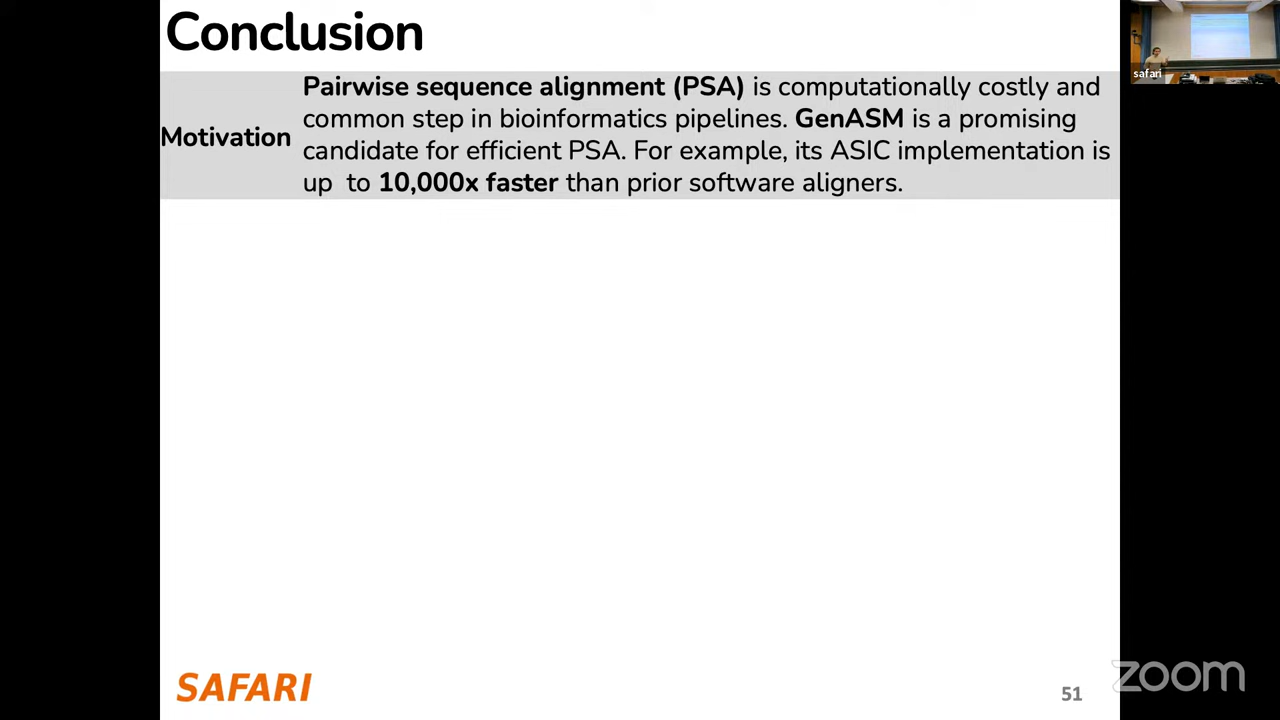 Conclusion
Pairwise sequence alignment (PSA) is computationally costly and
common step in bioinformatics pipelines. GenASM is a promising
Motivation
candidate for efficient PSA. For example, its ASIC implementation is
up to 10,000x faster than prior software aligners.
safari
SAFARI
51
zoom